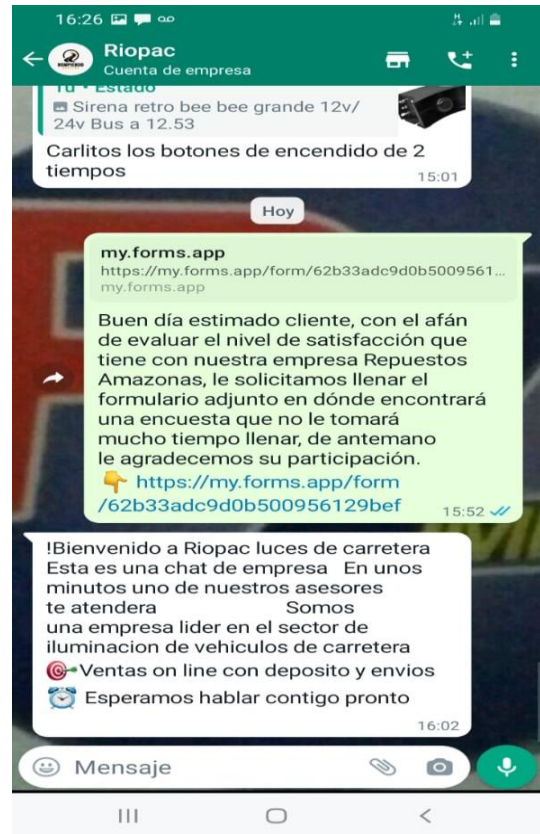 16:26
Riopac
Cuenta de empresa
Tú • Estado
Sirena retro bee bee grande 12v/
24v Bus a 12.53
Carlitos los botones de encendido de 2
tiempos
15:01
Hoy
my.forms.app
https://my.forms.app/form/62b33adc9d0b5009561...
my.forms.app
Buen día estimado cliente, con el afán
de evaluar el nivel de satisfacción que
tiene con nuestra empresa Repuestos
Amazonas, le solicitamos llenar el
formulario adjunto en dónde encontrará
una encuesta que no le tomará
mucho tiempo llenar, de antemano
le agradecemos su participación.
👇 https://my.forms.app/form
/62b33adc9d0b500956129bef
15:52
!Bienvenido a Riopac luces de carretera
Esta es una chat de empresa En unos
minutos uno de nuestros asesores
te atendera Somos
una empresa lider en el sector de
iluminacion de vehiculos de carretera
🎯Ventas on line con deposito y envios
⏰ Esperamos hablar contigo pronto
16:02
Mensaje